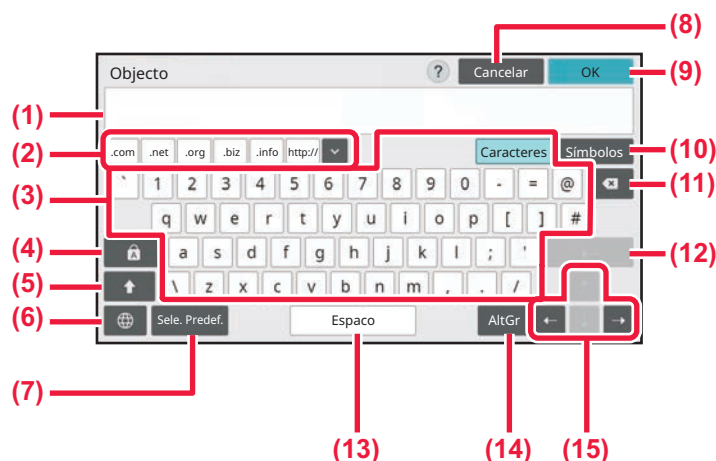 (8)
Objecto ? Cancelar OK (9)
(1)
(2) .com .net .org .biz .info http:// Caracteres Símbolos (10)
(3) ` 1 2 3 4 5 6 7 8 9 0 - = @ (11)
q w e r t y u i o p [ ] #
(4) A a s d f g h j k l ; ' (12)
(5) \ z x c v b n m , . /
(6) Sele. Predef. Espaco AltGr ← →
(7)
(13) (14) (15)